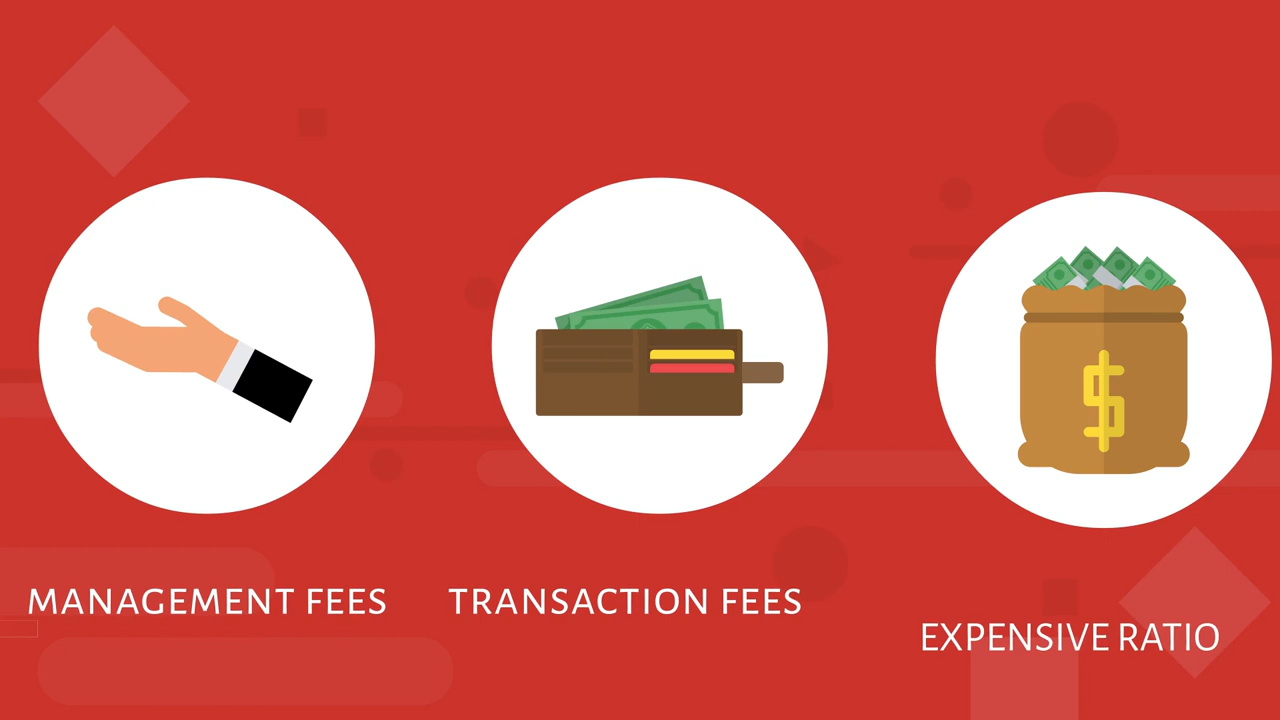 MANAGEMENT FEES
TRANSACTION FEES
EXPENSIVE RATIO
$